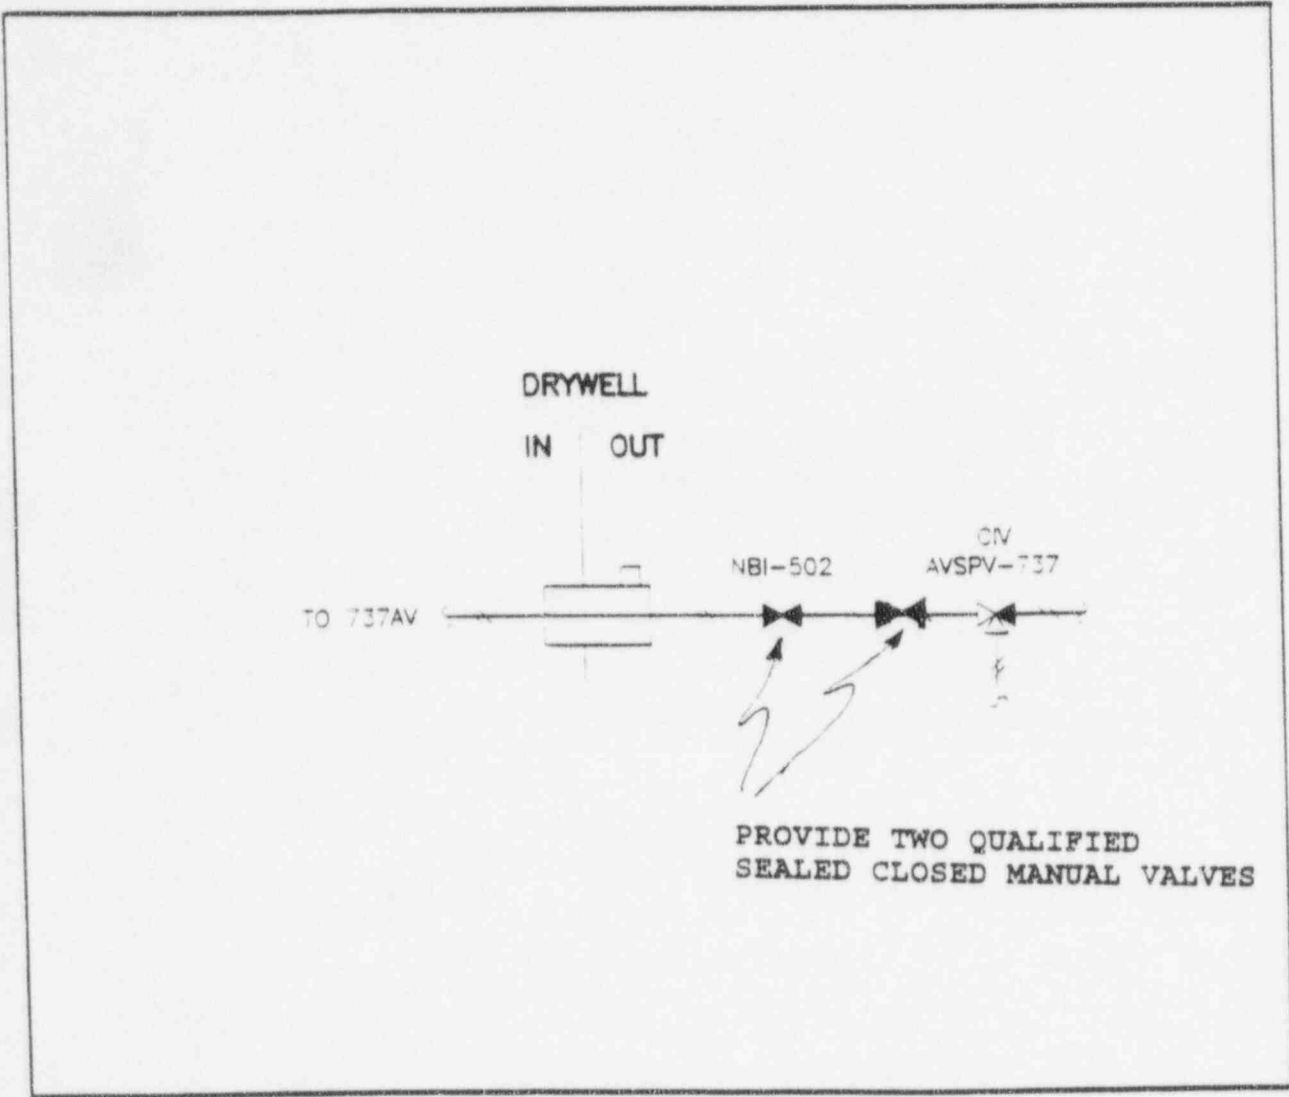 DRYWELL
IN OUT
NBI-502
CIV
AVSPV-737
TO 737AV
S
PROVIDE TWO QUALIFIED
SEALED CLOSED MANUAL VALVES